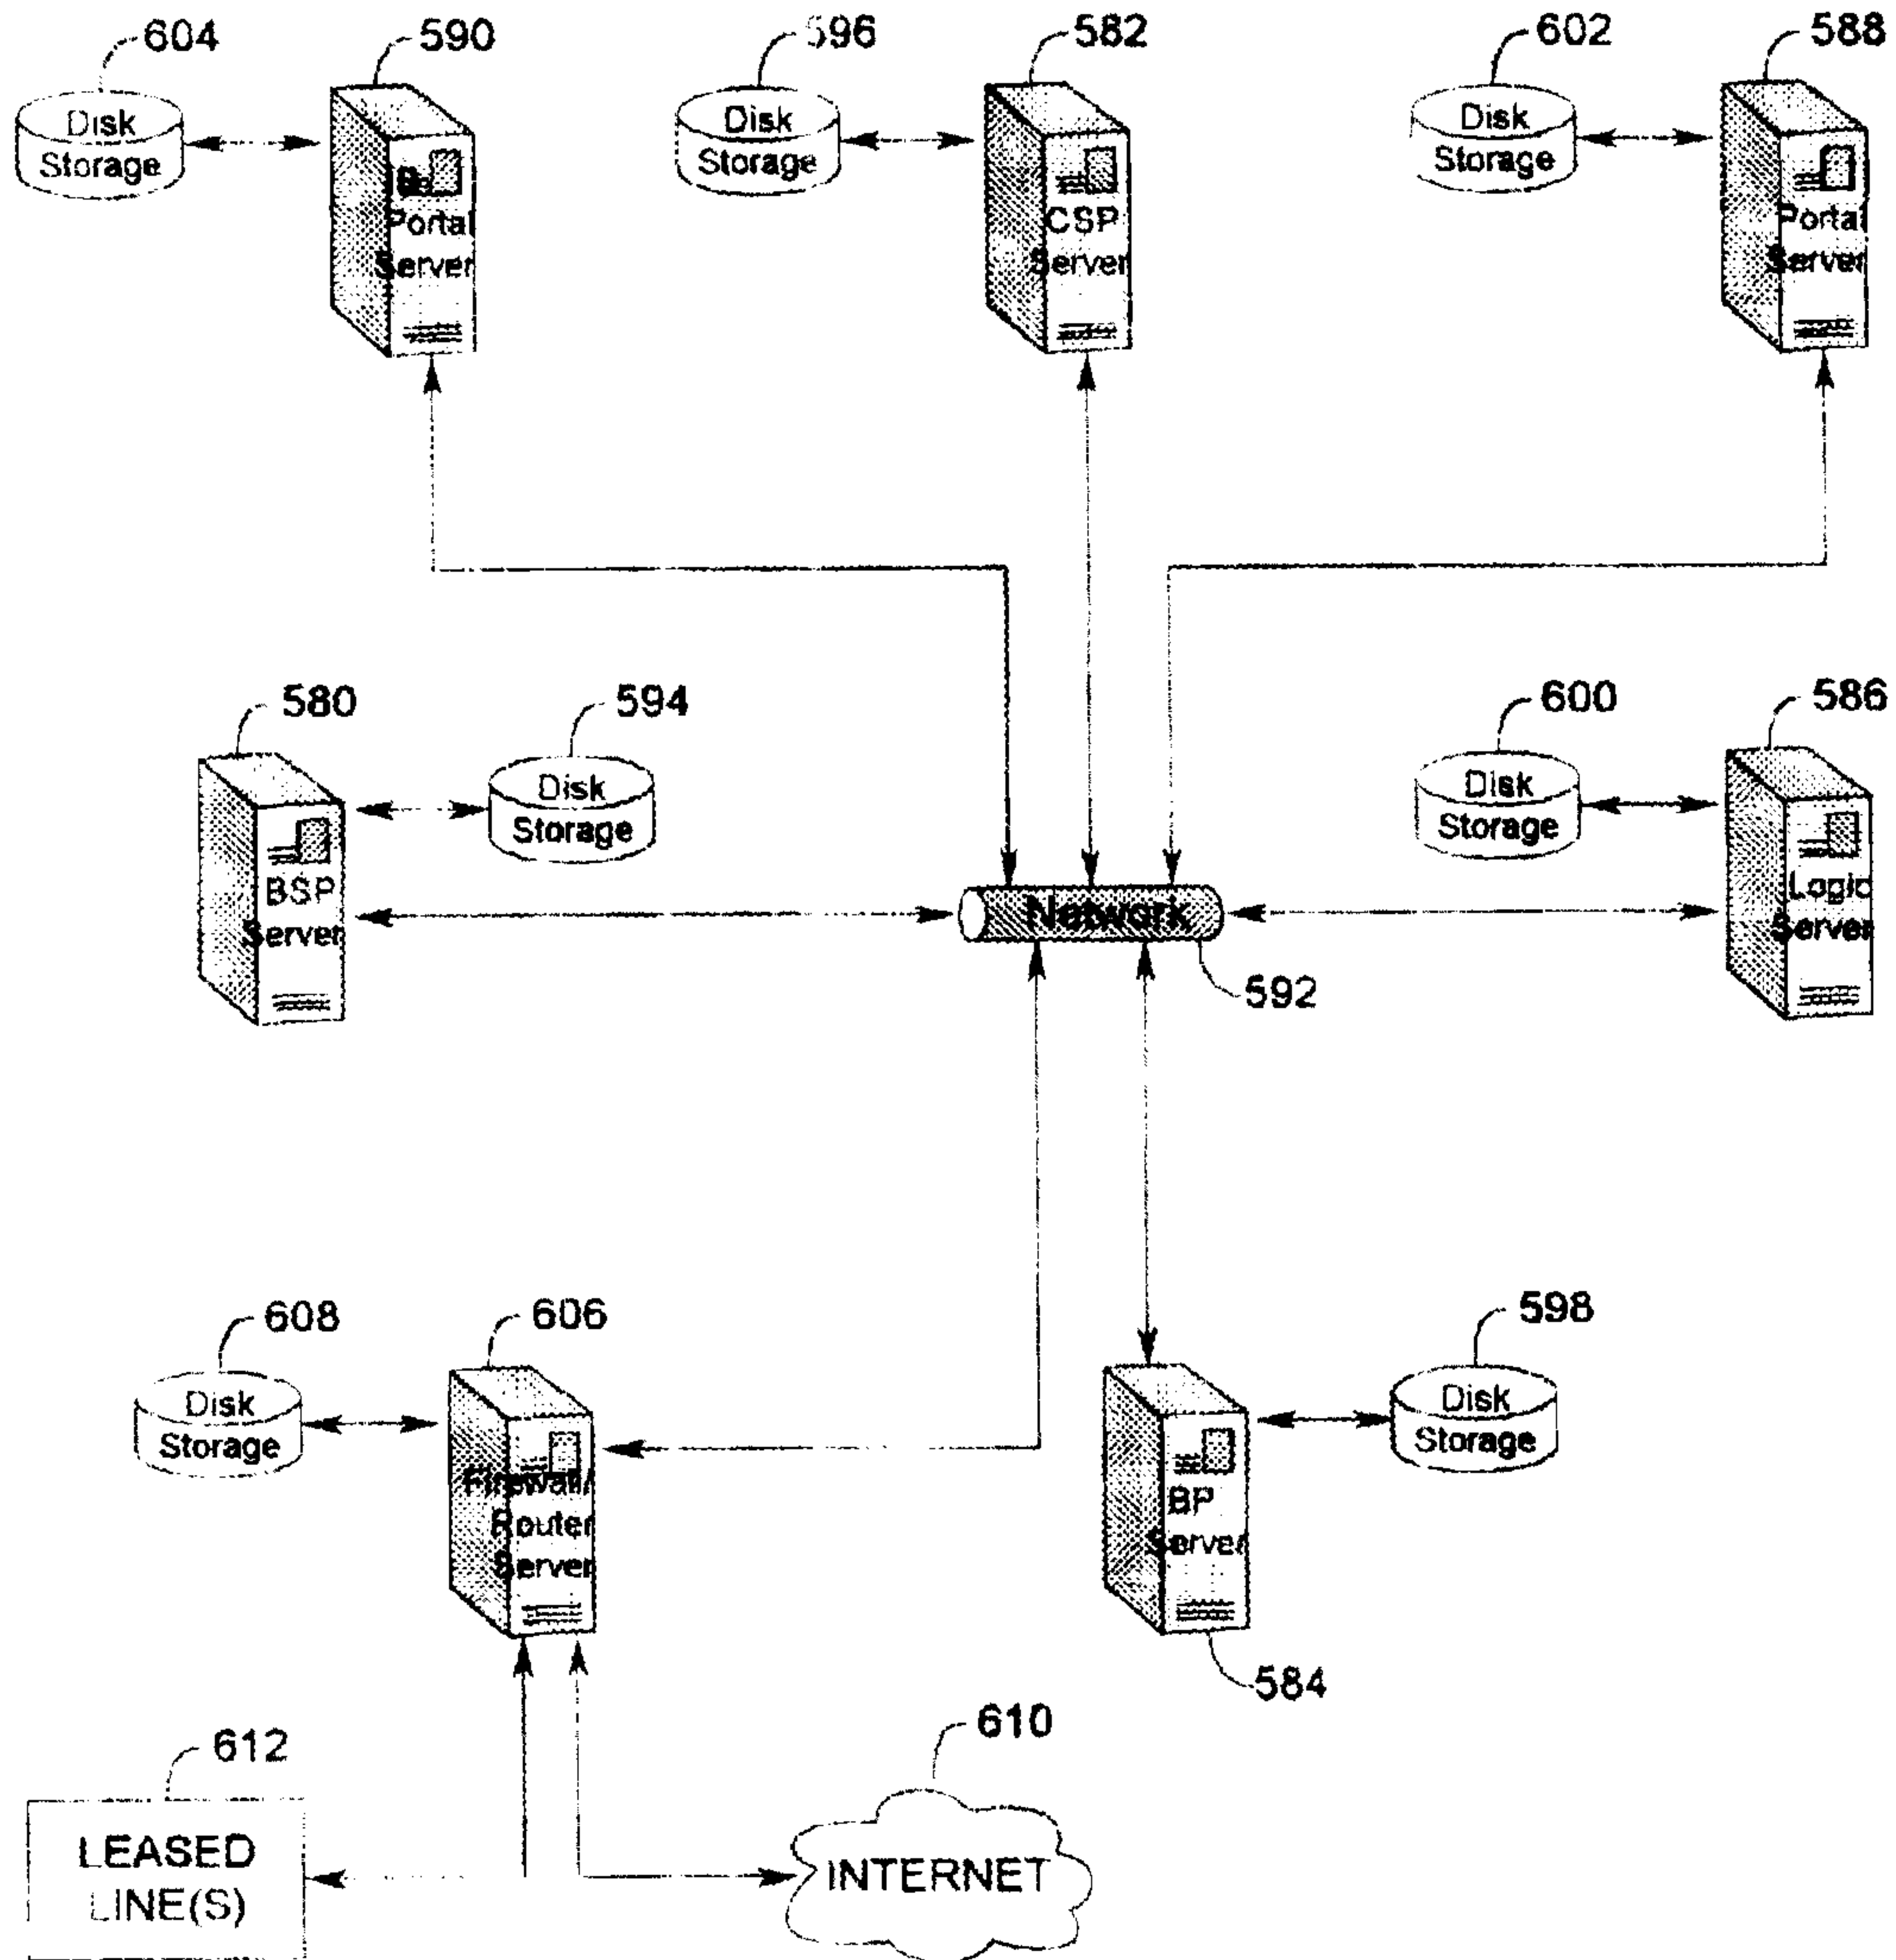 604
590
596
582
602
588
Disk
Storage
Portal
Server
Disk
Storage
CSP
Server
Disk
Storage
Portal
Server
580
594
600
586
Disk
Storage
BSP
Server
Disk
Storage
Logic
Server
Network
592
608
606
598
Disk
Storage
Firewall/
Router
Server
BP
Server
Disk
Storage
584
612
610
LEASED
LINE(S)
INTERNET